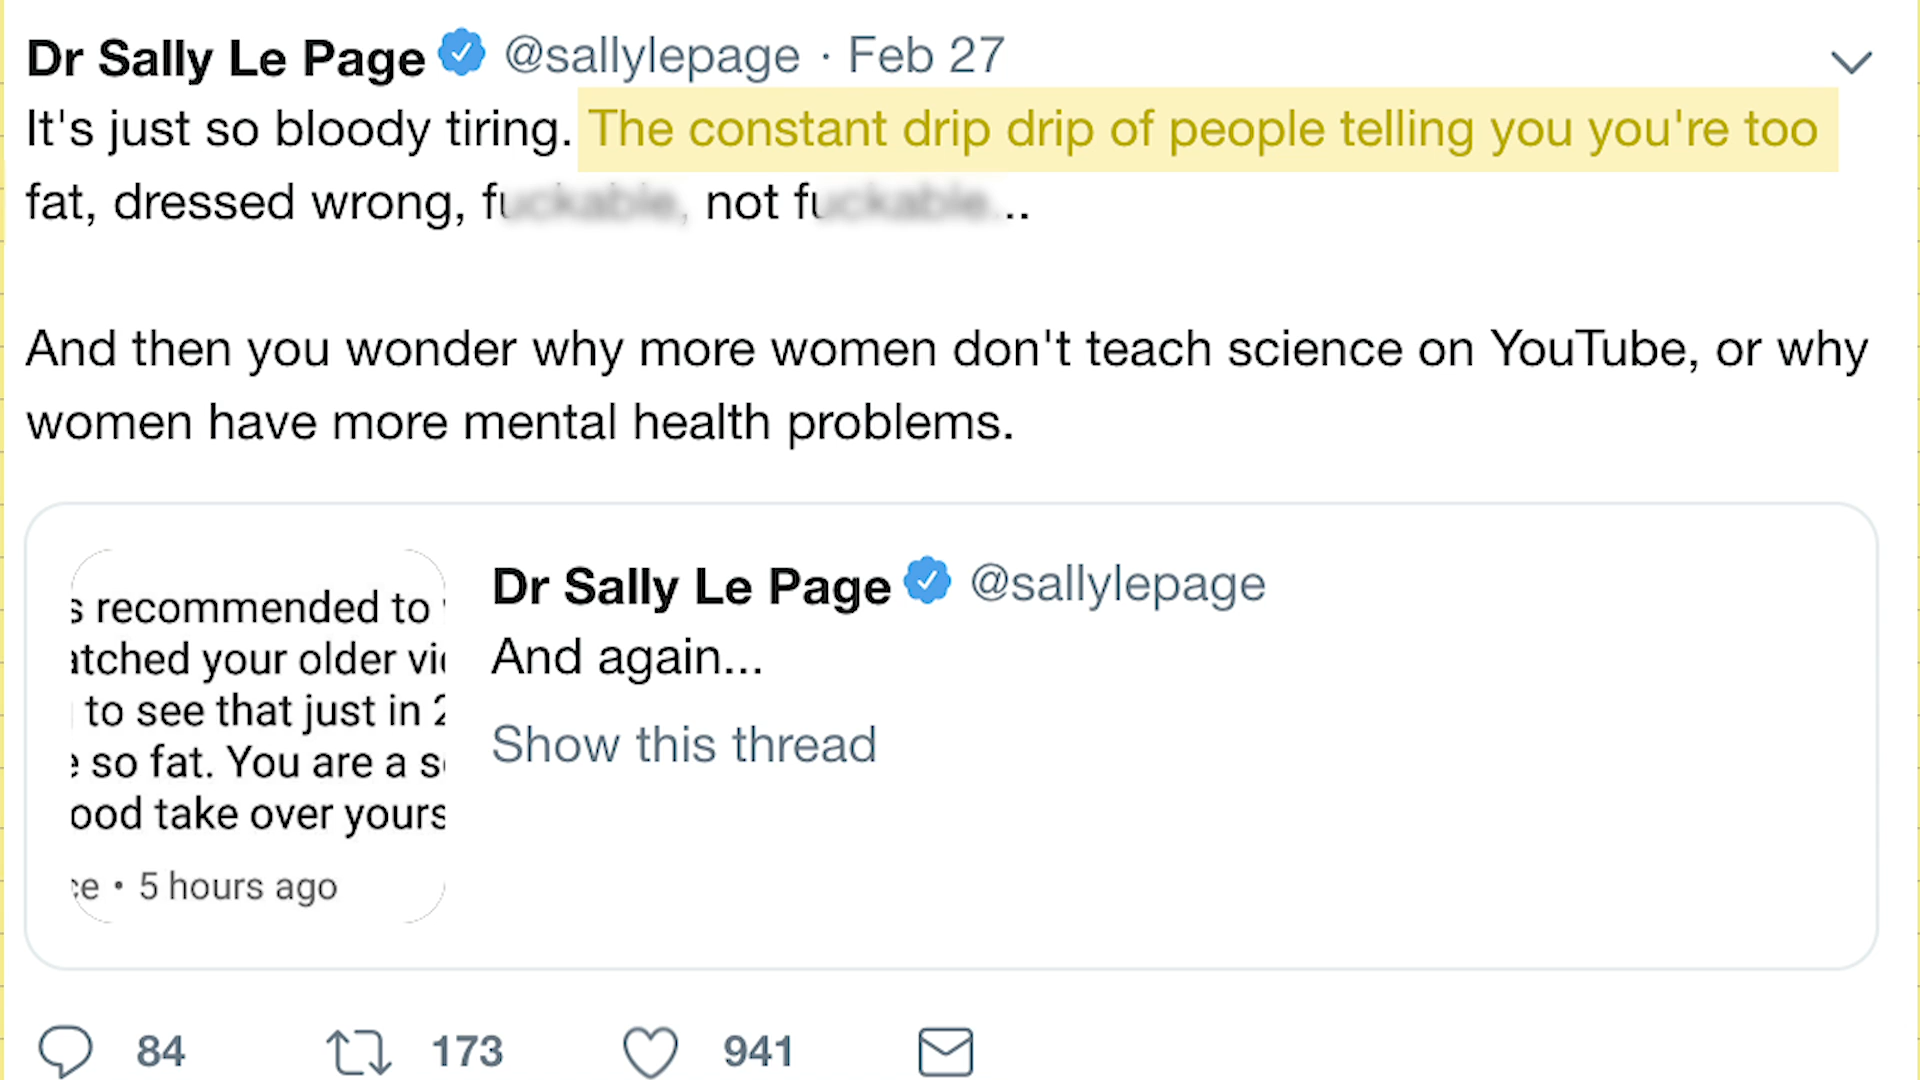 Dr Sally Le Page @sallylepage · Feb 27
It's just so bloody tiring. The constant drip drip of people telling you you're too
fat, dressed wrong, fuckable, not fuckable...
And then you wonder why more women don't teach science on YouTube, or why
women have more mental health problems.
s recommended to
atched your older vi
to see that just in 2
e so fat. You are a s
ood take over yours
ce • 5 hours ago
Dr Sally Le Page @sallylepage
And again...
Show this thread
84 173 941